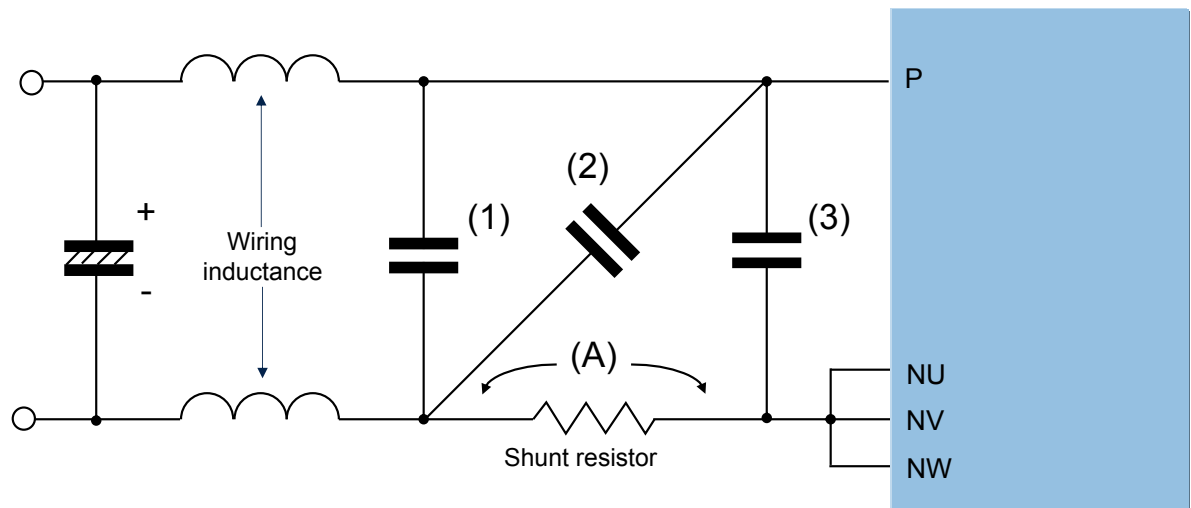 P
(2)
(1)
(3)
+
Wiring
inductance
-
(A)
NU
NV
Shunt resistor
NW